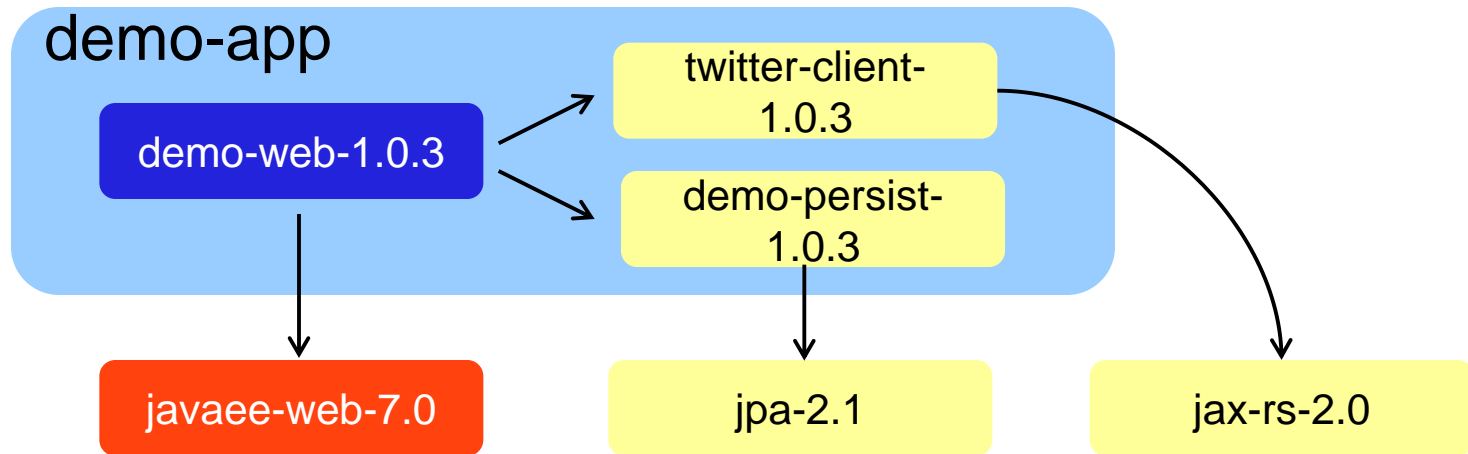 demo-app
twitter-client-
1.0.3
demo-web-1.0.3
demo-persist-
1.0.3
javaee-web-7.0
jpa-2.1
jax-rs-2.0